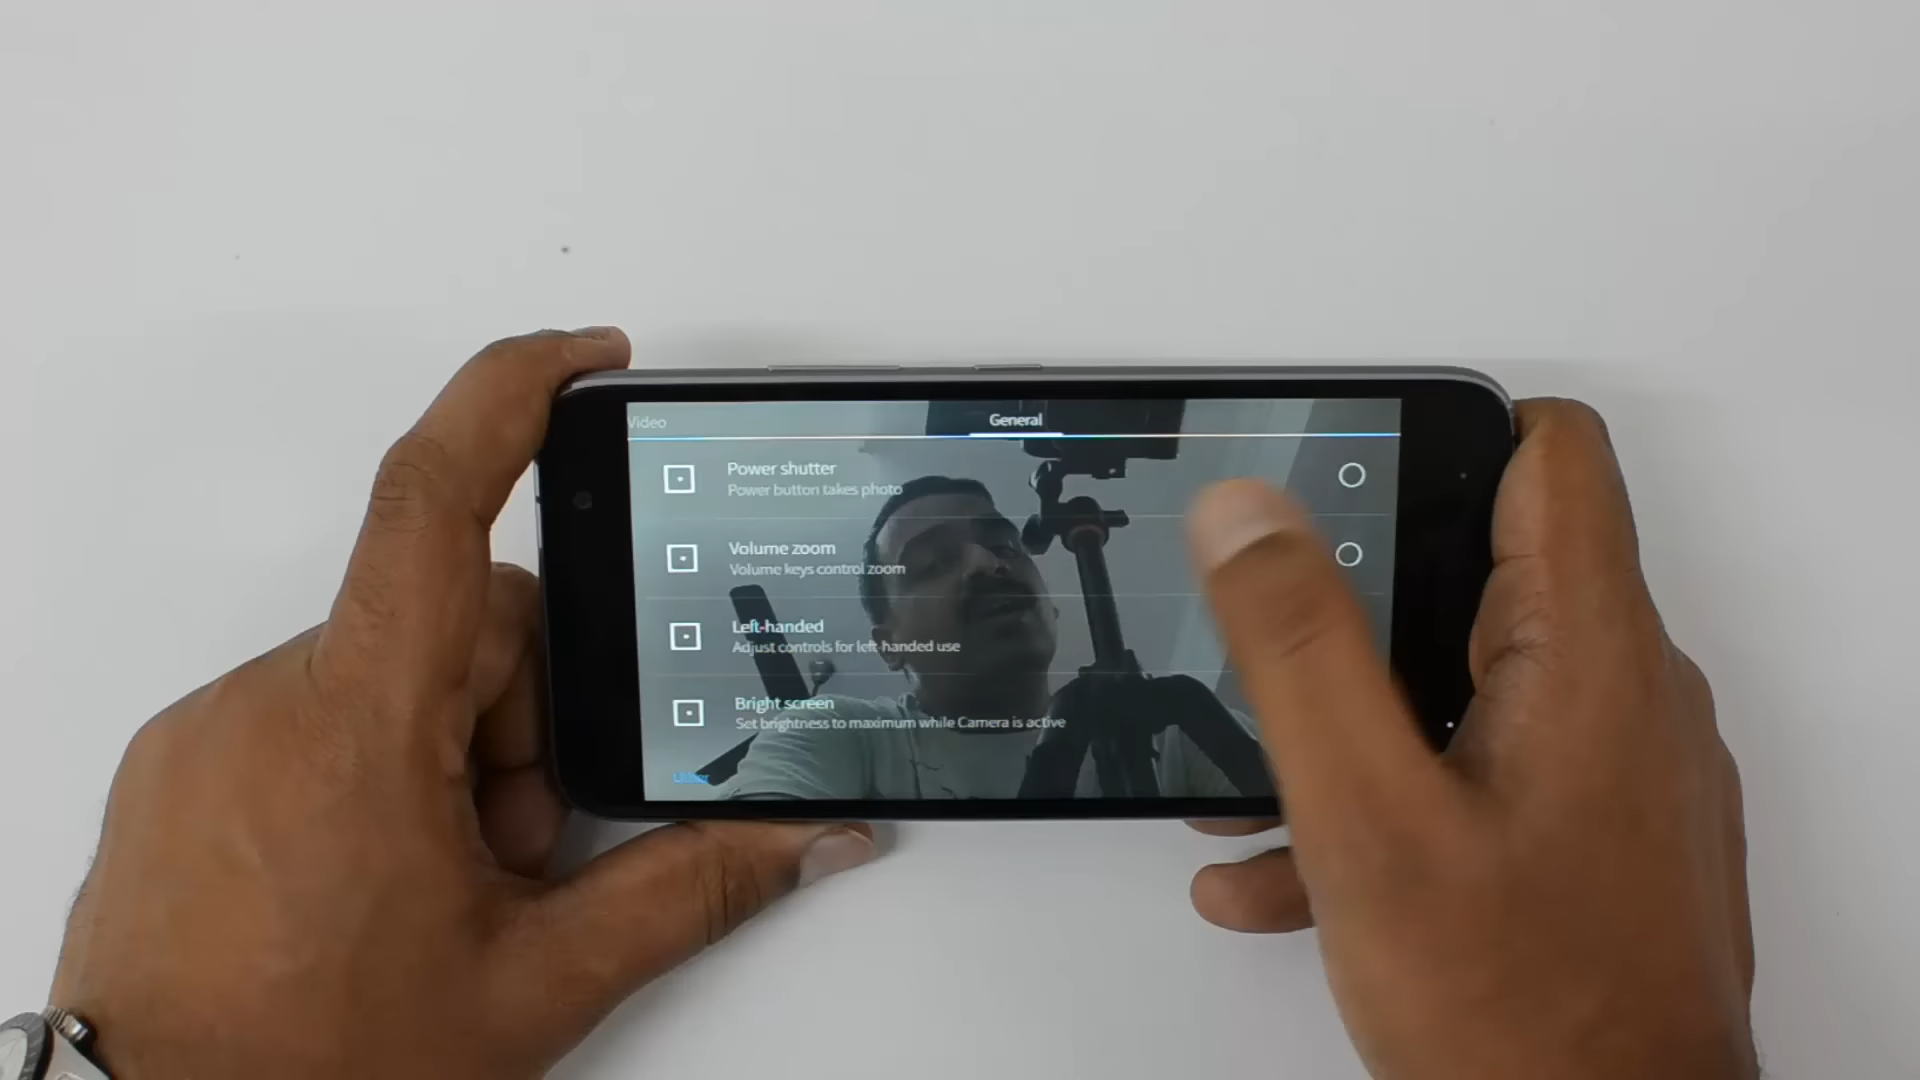 Video
General
Power shutter
Power button takes photo
Volume zoom
Volume keys control zoom
Left-handed
Adjust controls for left-handed use
Bright screen
Set brightness to maximum while Camera is active
Other